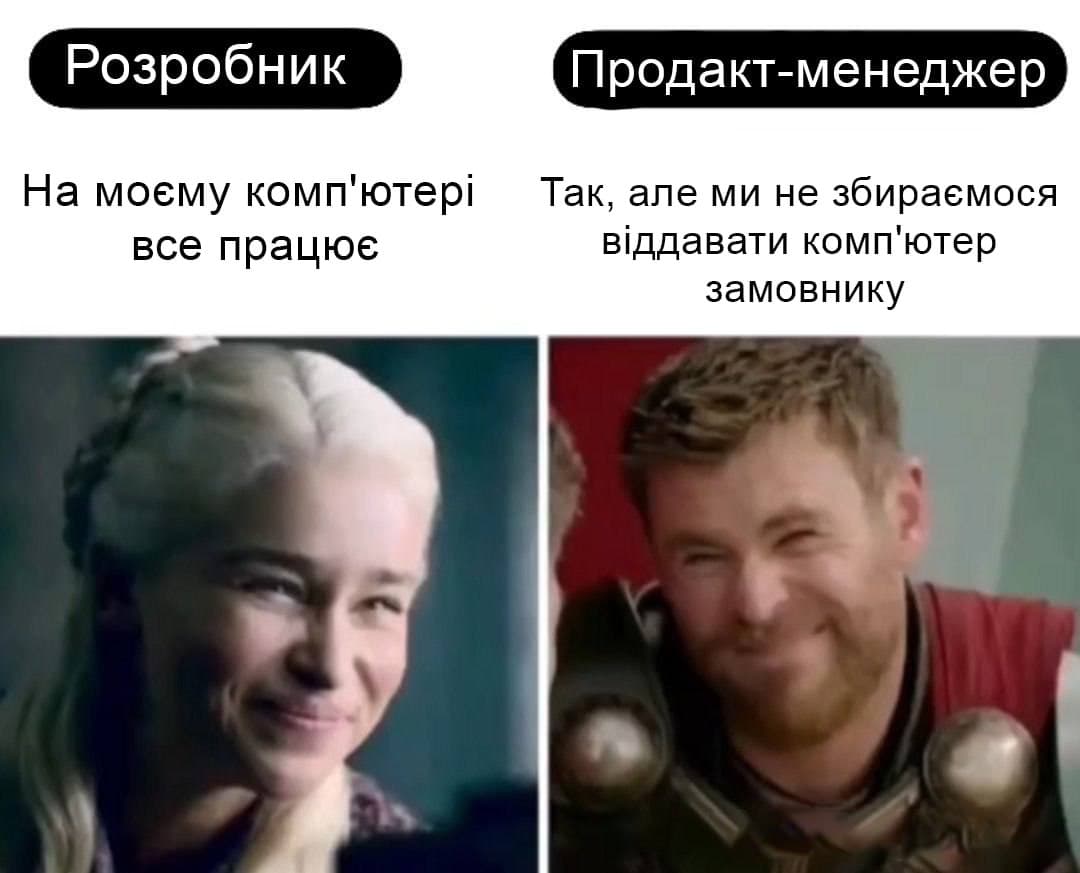 Розробник
На моєму комп'ютері
все працює
Продакт-менеджер
Так, але ми не збираємося
віддавати комп'ютер
замовнику